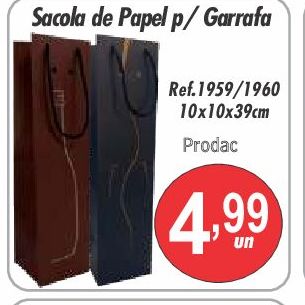 Sacola de Papel p/ Garrafa
Ref.1959/1960
10x10x39cm
Prodac
4,99
un